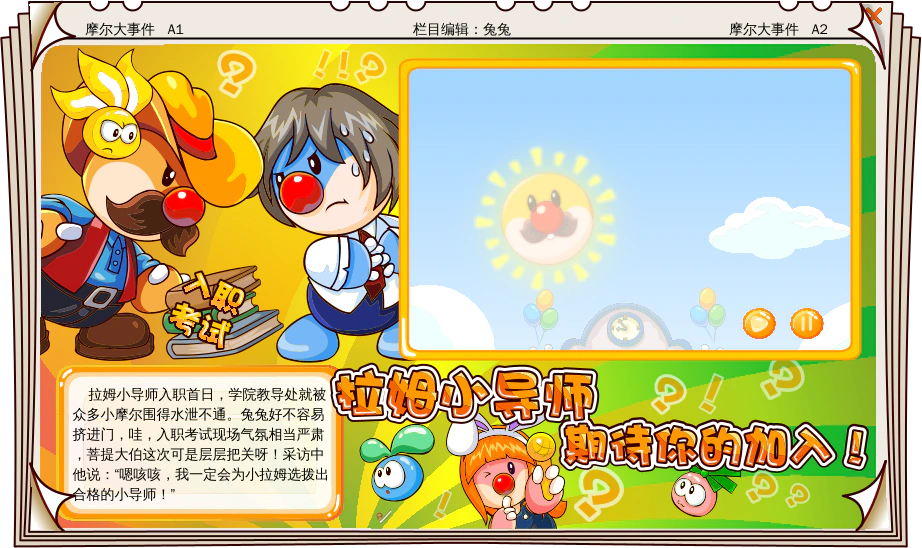 摩尔大事件 A1
栏目编辑：兔兔
摩尔大事件 A2
入职
考试
拉姆小导师
期待你的加入！
拉姆小导师入职首日，学院教导处就被
众多小摩尔围得水泄不通。兔兔好不容易
挤进门，哇，入职考试现场气氛相当严肃
，菩提大伯这次可是层层把关呀！采访中
他说：“嗯咳咳，我一定会为小拉姆选拨出
合格的小导师！”